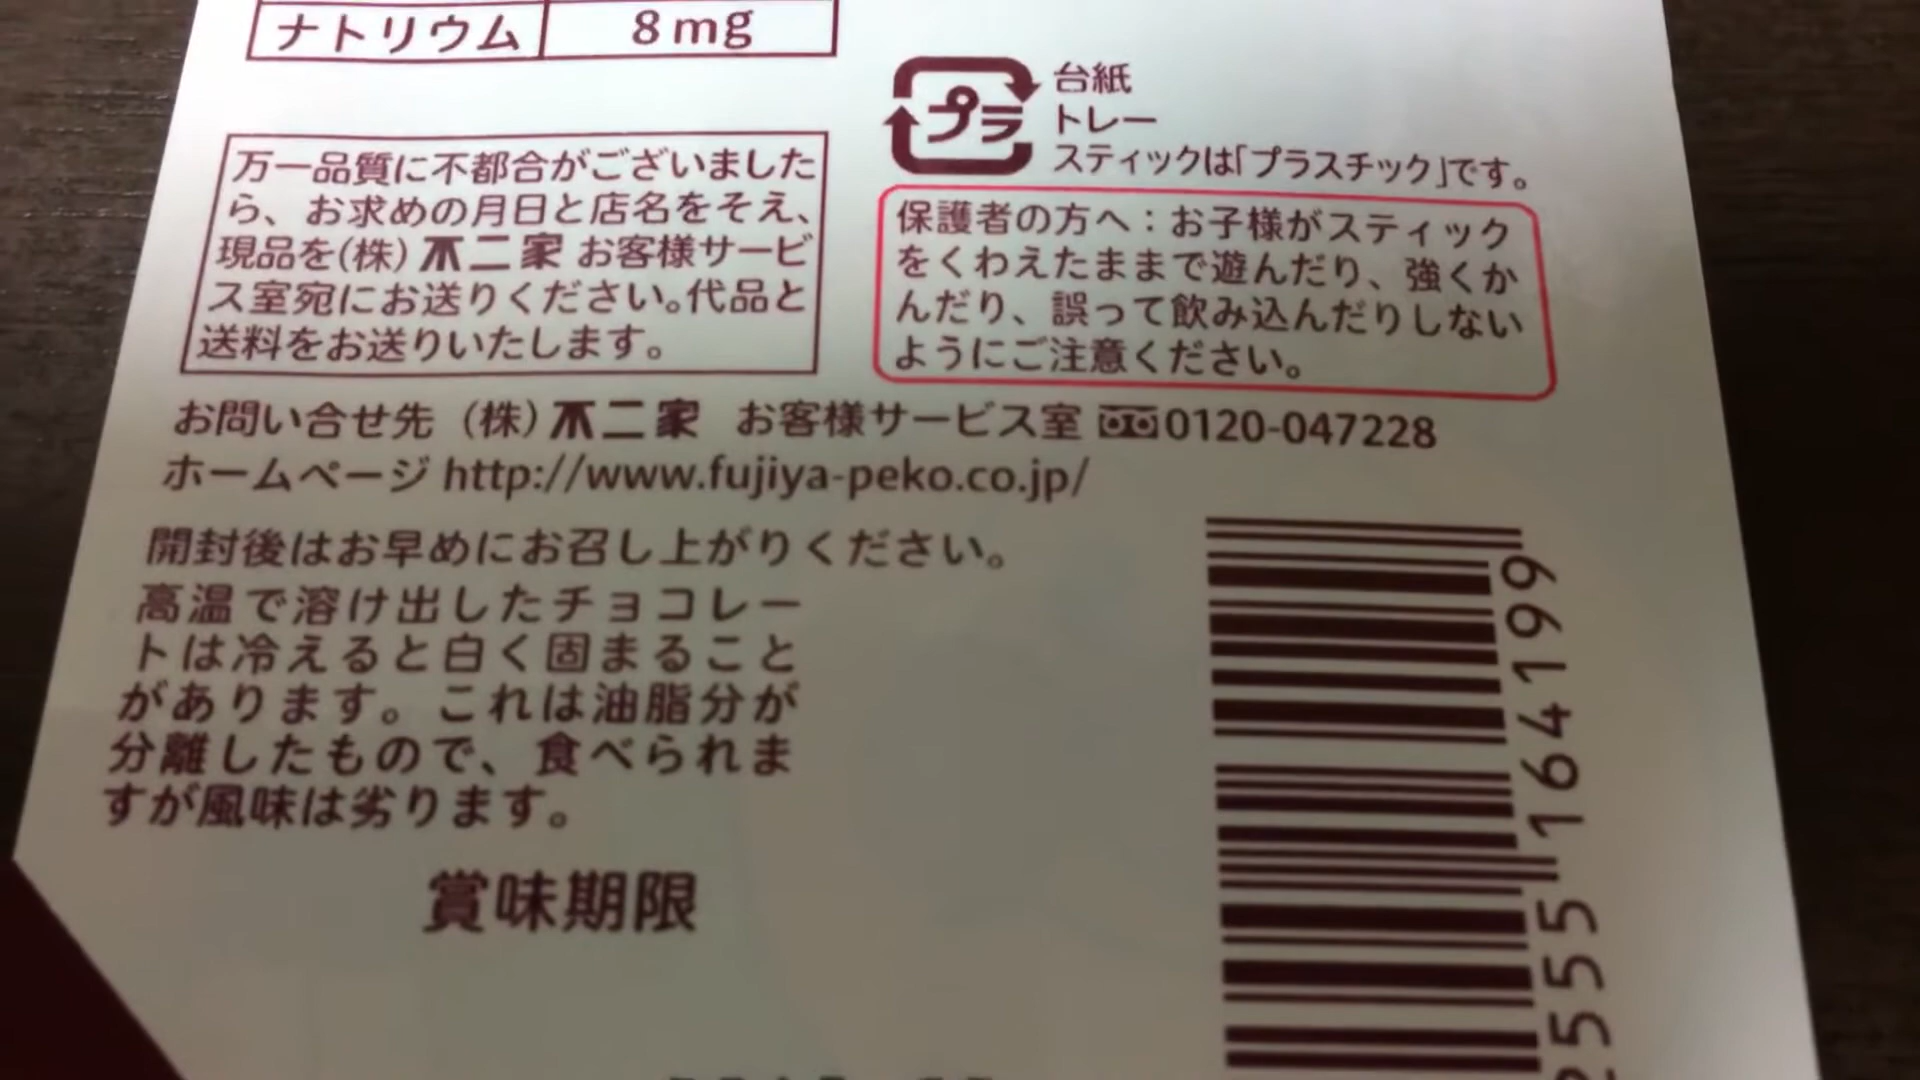 ナトリウム 8mg
プラ
台紙
トレー
スティックは「プラスチック」です。
万一品質に不都合がございました
ら、お求めの月日と店名をそえ、
現品を(株)不二家 お客様サービ
ス室宛にお送りください。代品と
送料をお送りいたします。
保護者の方へ：お子様がスティック
をくわえたままで遊んだり、強くか
んだり、誤って飲み込んだりしない
ようにご注意ください。
お問い合せ先 (株)不二家 お客様サービス室 0120-047228
ホームページ http://www.fujiya-peko.co.jp/
開封後はお早めにお召し上がりください。
高温で溶け出したチョコレー
トは冷えると白く固まること
があります。これは油脂分が
分離したもので、食べられま
すが風味は劣ります。
賞味期限
2555 164199